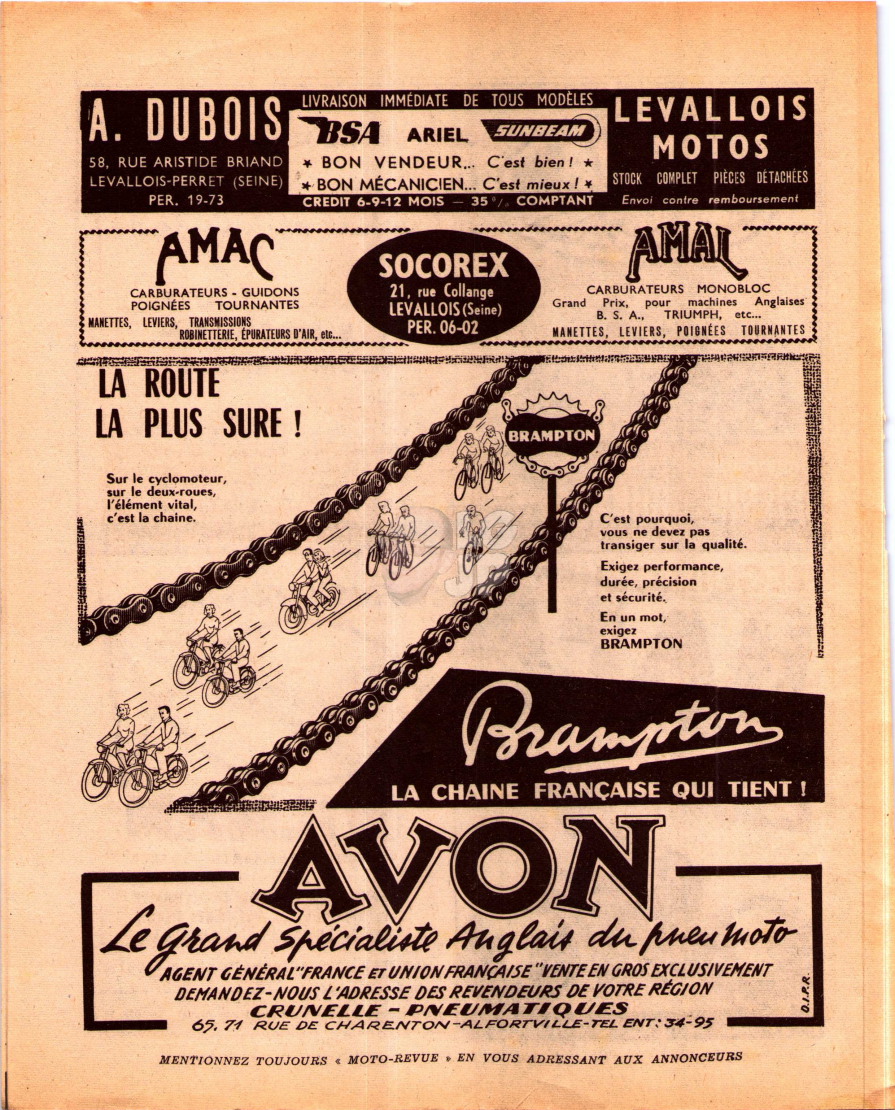 A. DUBOIS
58, RUE ARISTIDE BRIAND
LEVALLOIS-PERRET (SEINE)
PER. 19-73
LIVRAISON IMMÉDIATE DE TOUS MODÈLES
BSA ARIEL SUNBEAM
★ BON VENDEUR... C'est bien ! ★
★ BON MÉCANICIEN... C'est mieux ! ★
CREDIT 6-9-12 MOIS — 35 % COMPTANT
LEVALLOIS
MOTOS
STOCK COMPLET PIÈCES DÉTACHÉES
Envoi contre remboursement
AMAC
CARBURATEURS - GUIDONS
POIGNÉES TOURNANTES
MANETTES, LEVIERS, TRANSMISSIONS
ROBINETTERIE, ÉPURATEURS D'AIR, etc...
SOCOREX
21, rue Collange
LEVALLOIS (Seine)
PER. 06-02
AMAL
CARBURATEURS MONOBLOC
Grand Prix, pour machines Anglaises
B. S. A., TRIUMPH, etc...
MANETTES, LEVIERS, POIGNÉES TOURNANTES
LA ROUTE
LA PLUS SURE !
Sur le cyclomoteur,
sur le deux-roues,
l'élément vital,
c'est la chaine.
BRAMPTON
C'est pourquoi,
vous ne devez pas
transiger sur la qualité.
Exigez performance,
durée, précision
et sécurité.
En un mot,
exigez
BRAMPTON
Brampton
LA CHAINE FRANÇAISE QUI TIENT !
AVON
Le Grand Spécialiste Anglais du pneu moto
AGENT GÉNÉRAL "FRANCE ET UNION FRANÇAISE" VENTE EN GROS EXCLUSIVEMENT
DEMANDEZ-NOUS L'ADRESSE DES REVENDEURS DE VOTRE RÉGION
CRUNELLE - PNEUMATIQUES
65, 71 RUE DE CHARENTON-ALFORTVILLE-TEL ENT: 34-95
O.I.P.R.
MENTIONNEZ TOUJOURS « MOTO-REVUE » EN VOUS ADRESSANT AUX ANNONCEURS